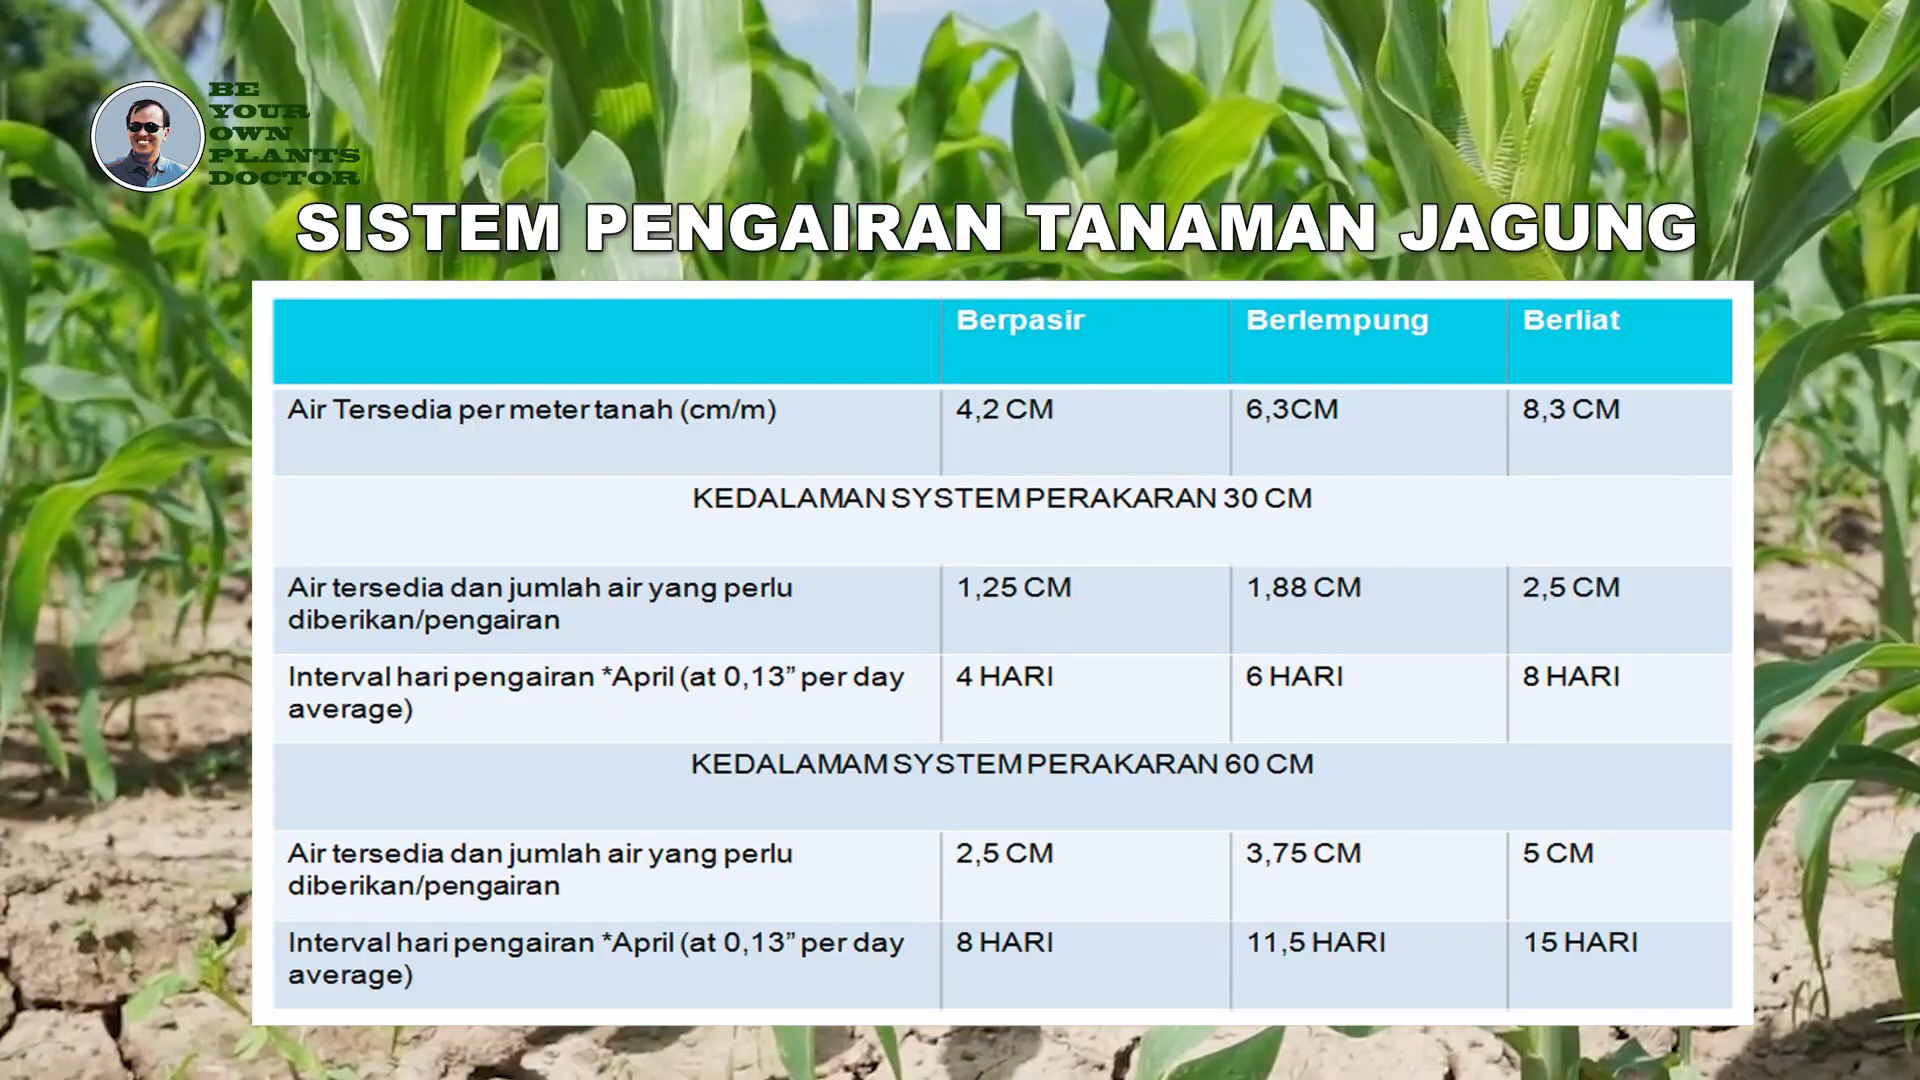 BE
YOUR
OWN
PLANTS
DOCTOR
SISTEM PENGAIRAN TANAMAN JAGUNG
Berpasir Berlempung Berliat
Air Tersedia per meter tanah (cm/m) 4,2 CM 6,3CM 8,3 CM
KEDALAMAN SYSTEM PERAKARAN 30 CM
Air tersedia dan jumlah air yang perlu
diberikan/pengairan 1,25 CM 1,88 CM 2,5 CM
Interval hari pengairan *April (at 0,13” per day
average) 4 HARI 6 HARI 8 HARI
KEDALAMAM SYSTEM PERAKARAN 60 CM
Air tersedia dan jumlah air yang perlu
diberikan/pengairan 2,5 CM 3,75 CM 5 CM
Interval hari pengairan *April (at 0,13” per day
average) 8 HARI 11,5 HARI 15 HARI